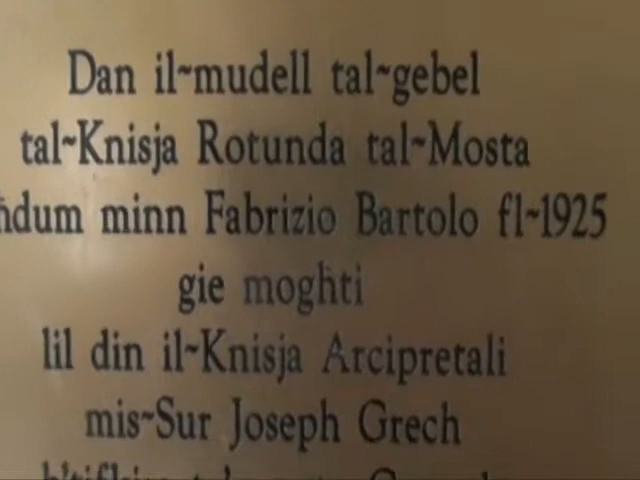 Dan il~mudell tal~gebel
tal~Knisja Rotunda tal~Mosta
minn Fabrizio Bartolo fl~1925
gie moghti
lil din il~Knisja Arcipretali
mis~Sur Joseph Grech